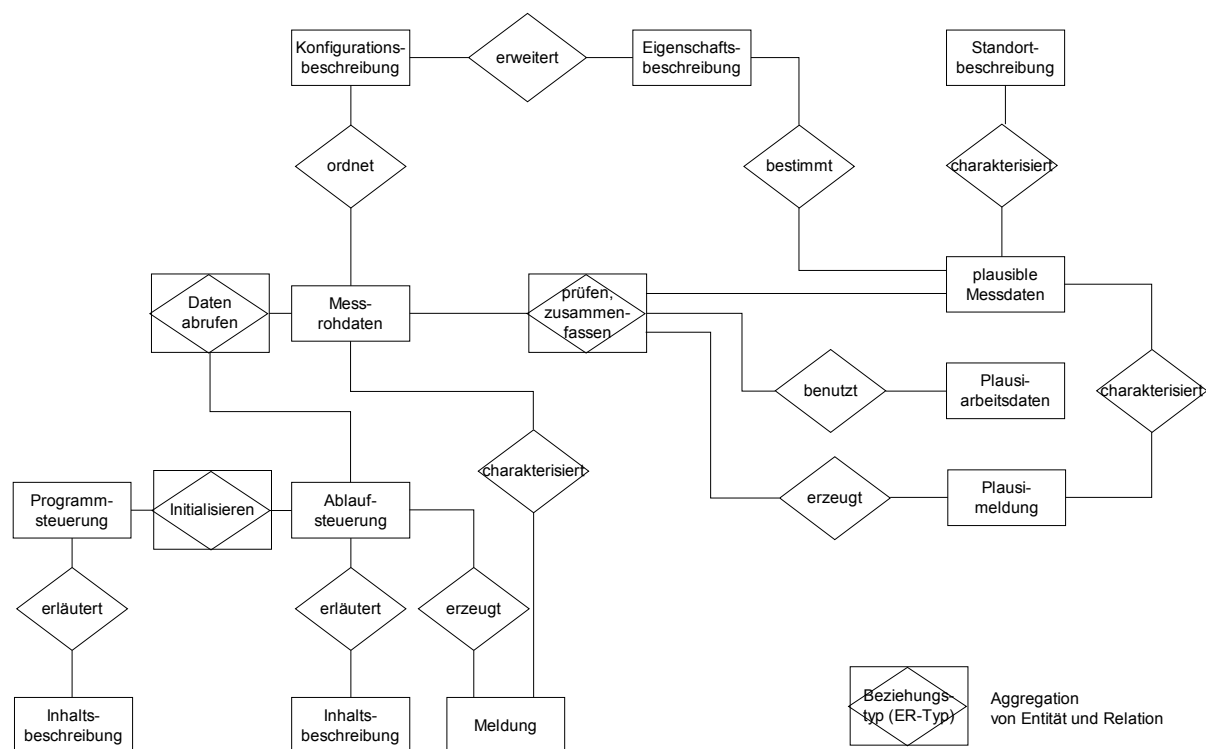 Konfigurations-
beschreibung
erweitert
Eigenschafts-
beschreibung
Standort-
beschreibung
ordnet
bestimmt
charakterisiert
Daten
abrufen
Mess-
rohdaten
prüfen,
zusammen-
fassen
plausible
Messdaten
benutzt
Plausi-
arbeitsdaten
charakterisiert
charakterisiert
erzeugt
Plausi-
meldung
Programm-
steuerung
Initialisieren
Ablauf-
steuerung
erläutert
erläutert
erzeugt
Inhalts-
beschreibung
Inhalts-
beschreibung
Meldung
Beziehungs-
typ (ER-Typ)
Aggregation
von Entität und Relation